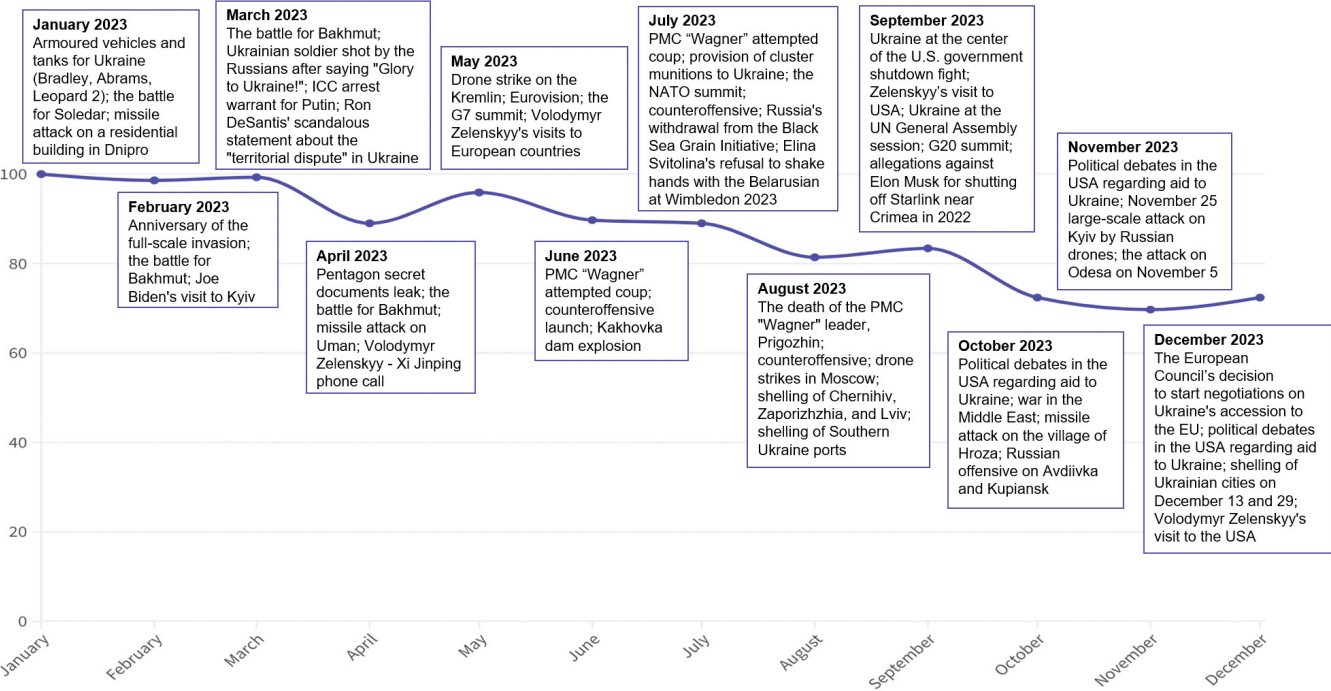 January 2023
Armoured vehicles and
tanks for Ukraine
(Bradley, Abrams,
Leopard 2); the battle
for Soledar; missile
attack on a residential
building in Dnipro
March 2023
The battle for Bakhmut;
Ukrainian soldier shot by the
Russians after saying "Glory
to Ukraine!"; ICC arrest
warrant for Putin; Ron
DeSantis' scandalous
statement about the
"territorial dispute" in Ukraine
May 2023
Drone strike on the
Kremlin; Eurovision; the
G7 summit; Volodymyr
Zelenskyy's visits to
European countries
July 2023
PMC “Wagner” attempted
coup; provision of cluster
munitions to Ukraine; the
NATO summit;
counteroffensive; Russia's
withdrawal from the Black
Sea Grain Initiative; Elina
Svitolina's refusal to shake
hands with the Belarusian
at Wimbledon 2023
September 2023
Ukraine at the center
of the U.S. government
shutdown fight;
Zelenskyy’s visit to
USA; Ukraine at the
UN General Assembly
session; G20 summit;
allegations against
Elon Musk for shutting
off Starlink near
Crimea in 2022
November 2023
Political debates in the
USA regarding aid to
Ukraine; November 25
large-scale attack on
Kyiv by Russian
drones; the attack on
Odesa on November 5
February 2023
Anniversary of the
full-scale invasion;
the battle for
Bakhmut; Joe
Biden's visit to Kyiv
April 2023
Pentagon secret
documents leak; the
battle for Bakhmut;
missile attack on
Uman; Volodymyr
Zelenskyy - Xi Jinping
phone call
June 2023
PMC “Wagner”
attempted coup;
counteroffensive
launch; Kakhovka
dam explosion
August 2023
The death of the PMC
"Wagner" leader,
Prigozhin;
counteroffensive; drone
strikes in Moscow;
shelling of Chernihiv,
Zaporizhzhia, and Lviv;
shelling of Southern
Ukraine ports
October 2023
Political debates in the
USA regarding aid to
Ukraine; war in the
Middle East; missile
attack on the village of
Hroza; Russian
offensive on Avdiivka
and Kupiansk
December 2023
The European
Council’s decision
to start negotiations on
Ukraine's accession to
the EU; political debates
in the USA regarding aid
to Ukraine; shelling of
Ukrainian cities on
December 13 and 29;
Volodymyr Zelenskyy's
visit to the USA
100
80
60
40
20
0
January
February
March
April
May
June
July
August
September
October
November
December